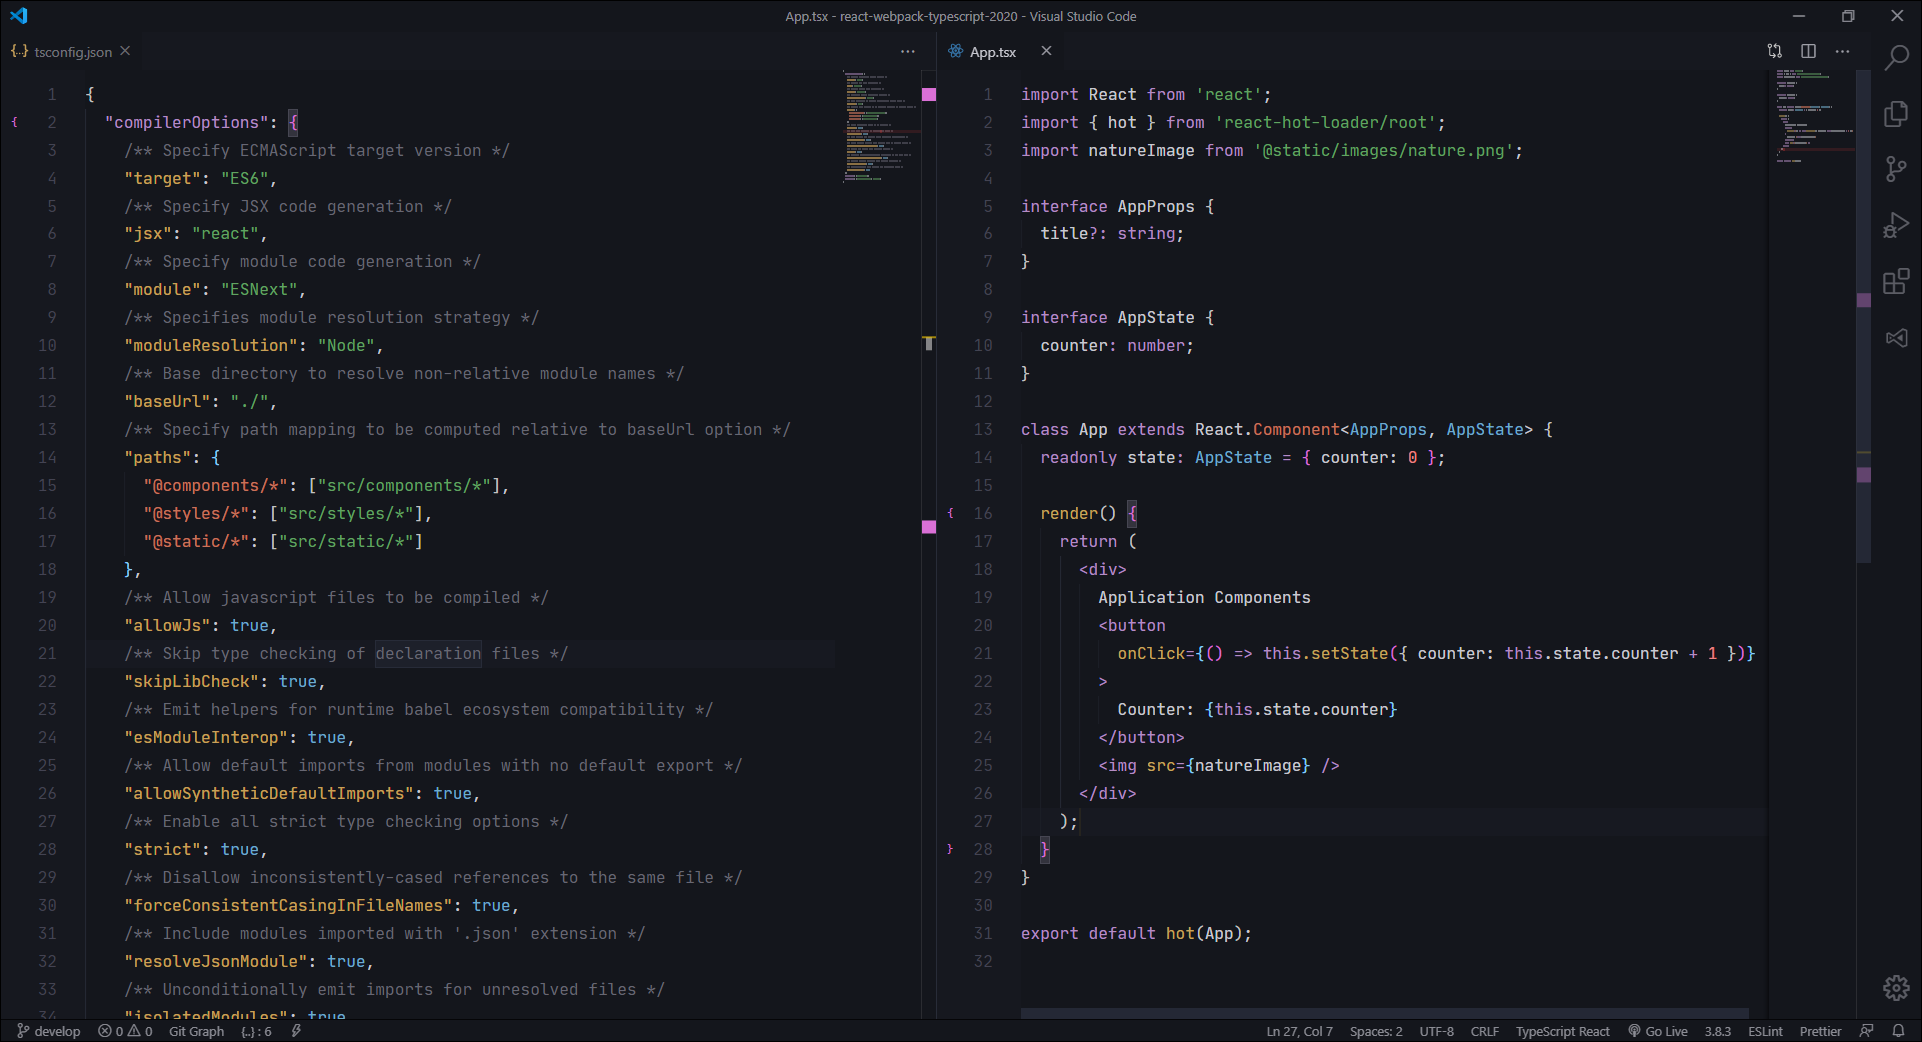 App.tsx - react-webpack-typescript-2020 - Visual Studio Code
{..} tsconfig.json
1 {
2 "compilerOptions": {
3 /** Specify ECMAScript target version */
4 "target": "ES6",
5 /** Specify JSX code generation */
6 "jsx": "react",
7 /** Specify module code generation */
8 "module": "ESNext",
9 /** Specifies module resolution strategy */
10 "moduleResolution": "Node",
11 /** Base directory to resolve non-relative module names */
12 "baseUrl": "./",
13 /** Specify path mapping to be computed relative to baseUrl option */
14 "paths": {
15 "@components/*": ["src/components/*"],
16 "@styles/*": ["src/styles/*"],
17 "@static/*": ["src/static/*"]
18 },
19 /** Allow javascript files to be compiled */
20 "allowJs": true,
21 /** Skip type checking of declaration files */
22 "skipLibCheck": true,
23 /** Emit helpers for runtime babel ecosystem compatibility */
24 "esModuleInterop": true,
25 /** Allow default imports from modules with no default export */
26 "allowSyntheticDefaultImports": true,
27 /** Enable all strict type checking options */
28 "strict": true,
29 /** Disallow inconsistently-cased references to the same file */
30 "forceConsistentCasingInFileNames": true,
31 /** Include modules imported with '.json' extension */
32 "resolveJsonModule": true,
33 /** Unconditionally emit imports for unresolved files */
34 "isolatedModules": true
App.tsx
1 import React from 'react';
2 import { hot } from 'react-hot-loader/root';
3 import natureImage from '@static/images/nature.png';
4
5 interface AppProps {
6 title?: string;
7 }
8
9 interface AppState {
10 counter: number;
11 }
12
13 class App extends React.Component<AppProps, AppState> {
14 readonly state: AppState = { counter: 0 };
15
16 render() {
17 return (
18 <div>
19 Application Components
20 <button
21 onClick={() => this.setState({ counter: this.state.counter + 1 })}
22 >
23 Counter: {this.state.counter}
24 </button>
25 <img src={natureImage} />
26 </div>
27 );
28 }
29 }
30
31 export default hot(App);
32
develop 0 0 Git Graph {..} : 6 Ln 27, Col 7 Spaces: 2 UTF-8 CRLF TypeScript React Go Live 3.8.3 ESLint Prettier